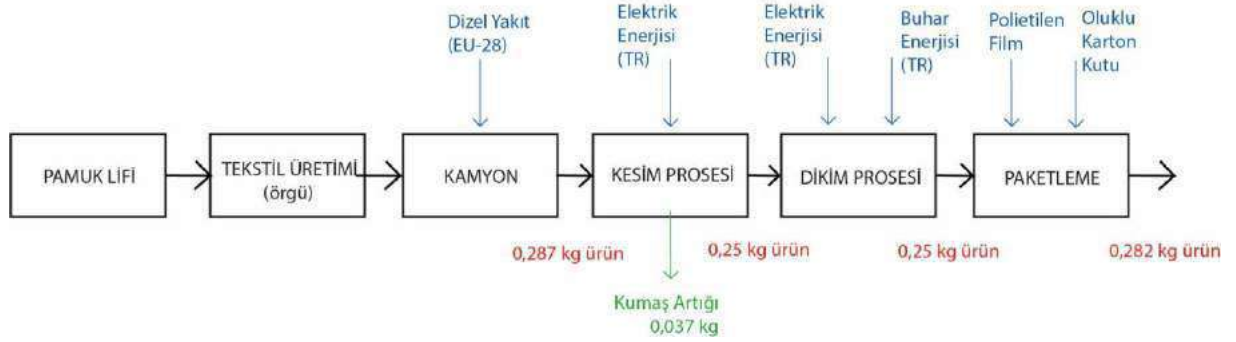 Dizel Yakıt
(EU-28)
Elektrik
Enerjisi
(TR)
Elektrik
Enerjisi
(TR)
Buhar
Enerjisi
(TR)
Polietilen
Film
Oluklu
Karton
Kutu
PAMUK LİFİ
TEKSTİL ÜRETİMİ
(örgü)
KAMYON
KESİM PROSESİ
DİKİM PROSESİ
PAKETLEME
0,287 kg ürün
0,25 kg ürün
0,25 kg ürün
0,282 kg ürün
Kumaş Artığı
0,037 kg